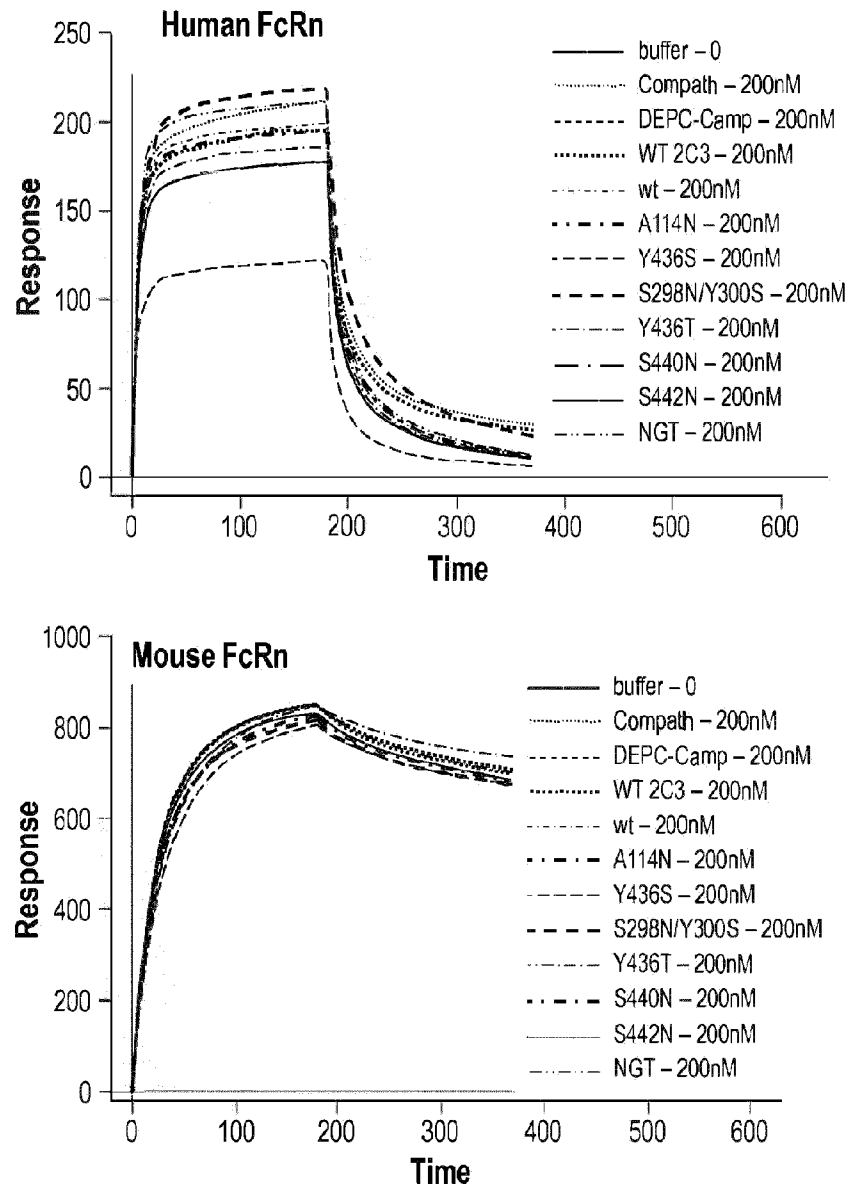 Human FcRn
250
200
150
100
50
0
Response
0
100
200
300
400
500
600
Time
buffer – 0
Compath – 200nM
DEPC-Camp – 200nM
WT 2C3 – 200nM
wt – 200nM
A114N – 200nM
Y436S – 200nM
S298N/Y300S – 200nM
Y436T – 200nM
S440N – 200nM
S442N – 200nM
NGT – 200nM
Mouse FcRn
1000
800
600
400
200
0
Response
0
100
200
300
400
500
600
Time
buffer – 0
Compath – 200nM
DEPC-Camp – 200nM
WT 2C3 – 200nM
wt – 200nM
A114N – 200nM
Y436S – 200nM
S298N/Y300S – 200nM
Y436T – 200nM
S440N – 200nM
S442N – 200nM
NGT – 200nM